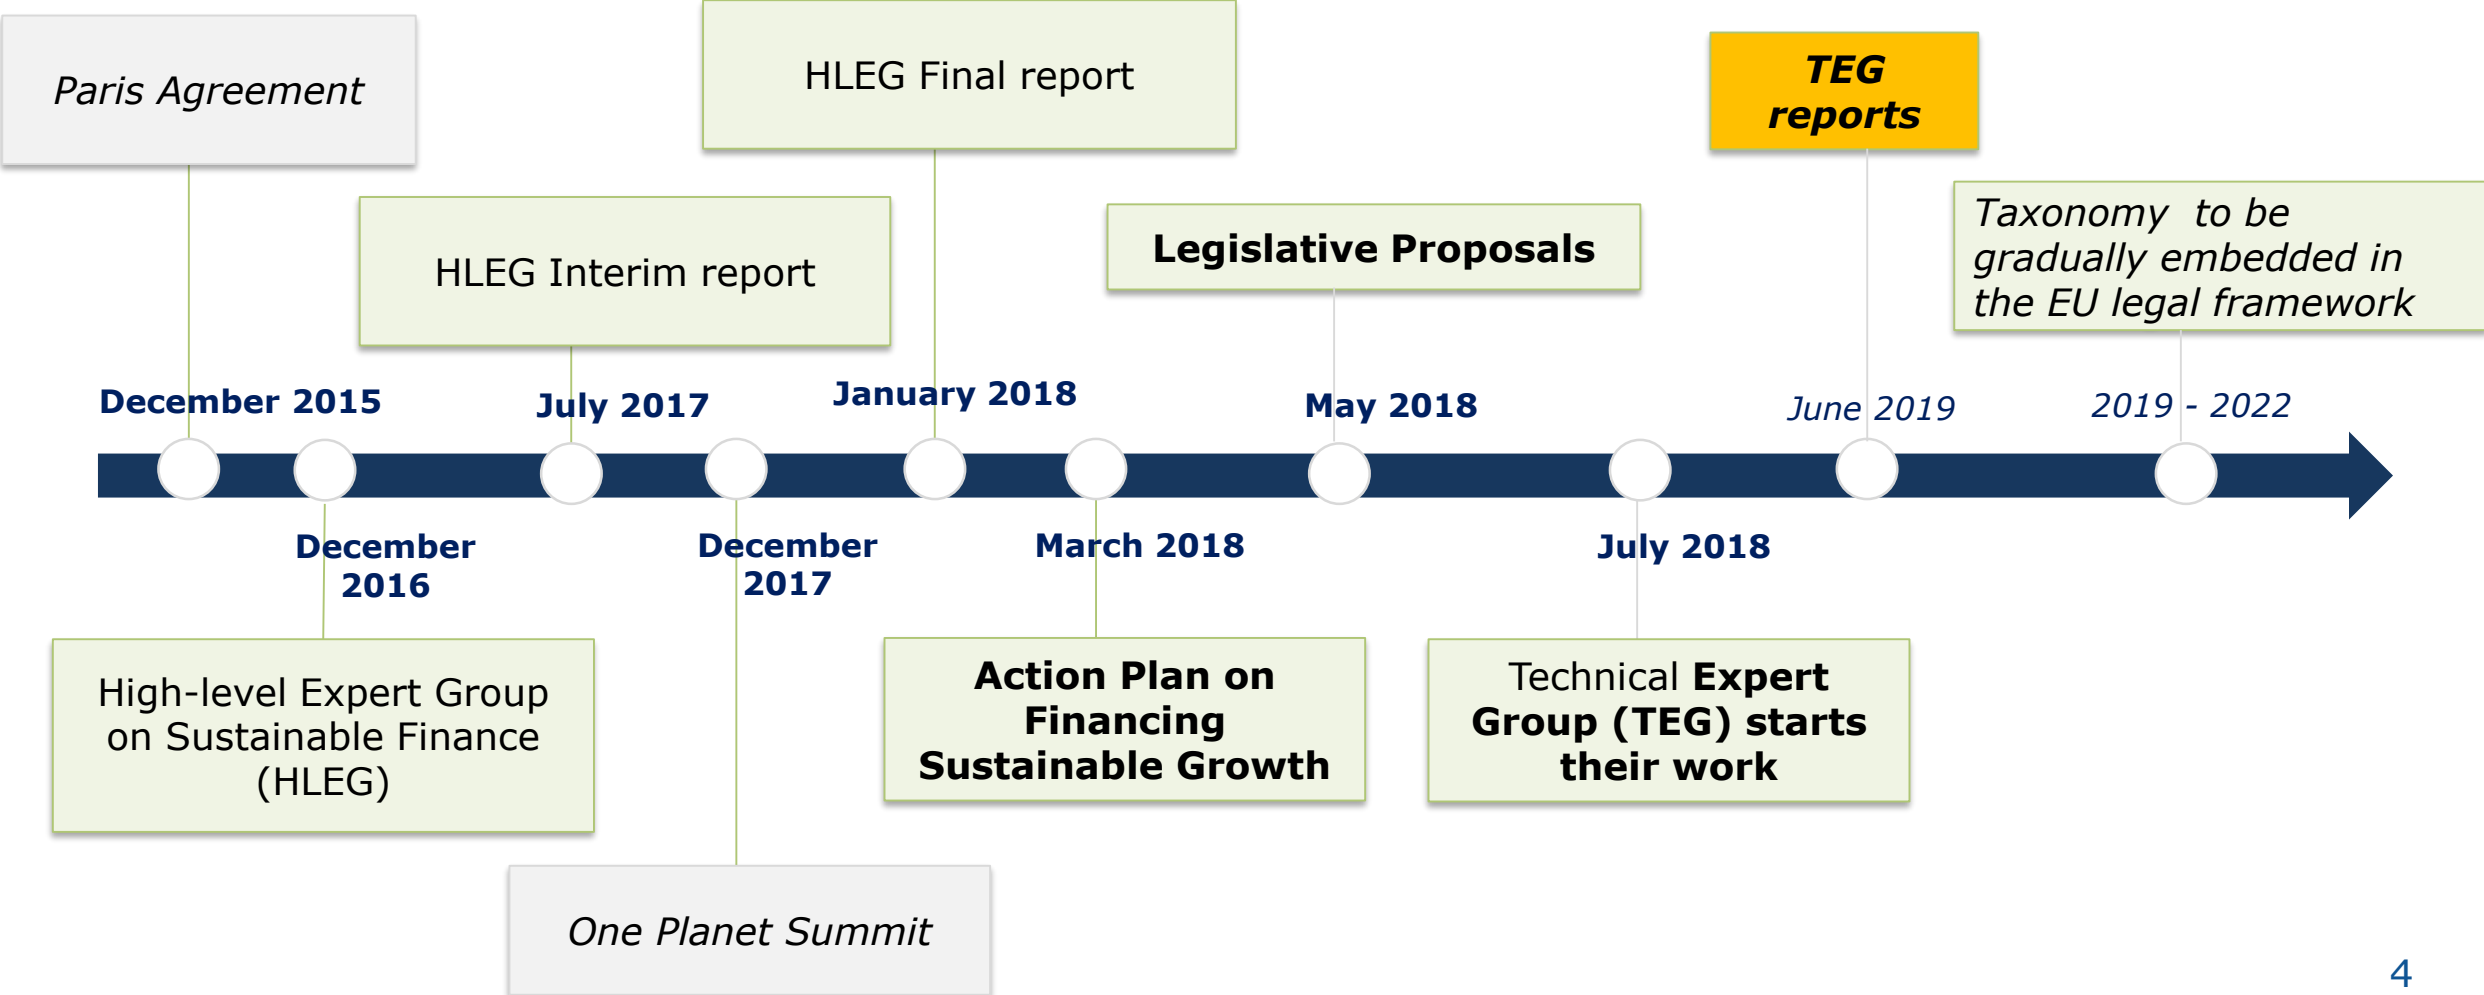 Paris Agreement
HLEG Final report
TEG
reports
HLEG Interim report
Legislative Proposals
Taxonomy  to be
gradually embedded in
the EU legal framework
December 2015
July 2017
January 2018
May 2018
June 2019
2019 - 2022
December
2016
December
2017
March 2018
July 2018
High-level Expert Group
on Sustainable Finance
(HLEG)
Action Plan on
Financing
Sustainable Growth
Technical Expert
Group (TEG) starts
their work
One Planet Summit
4